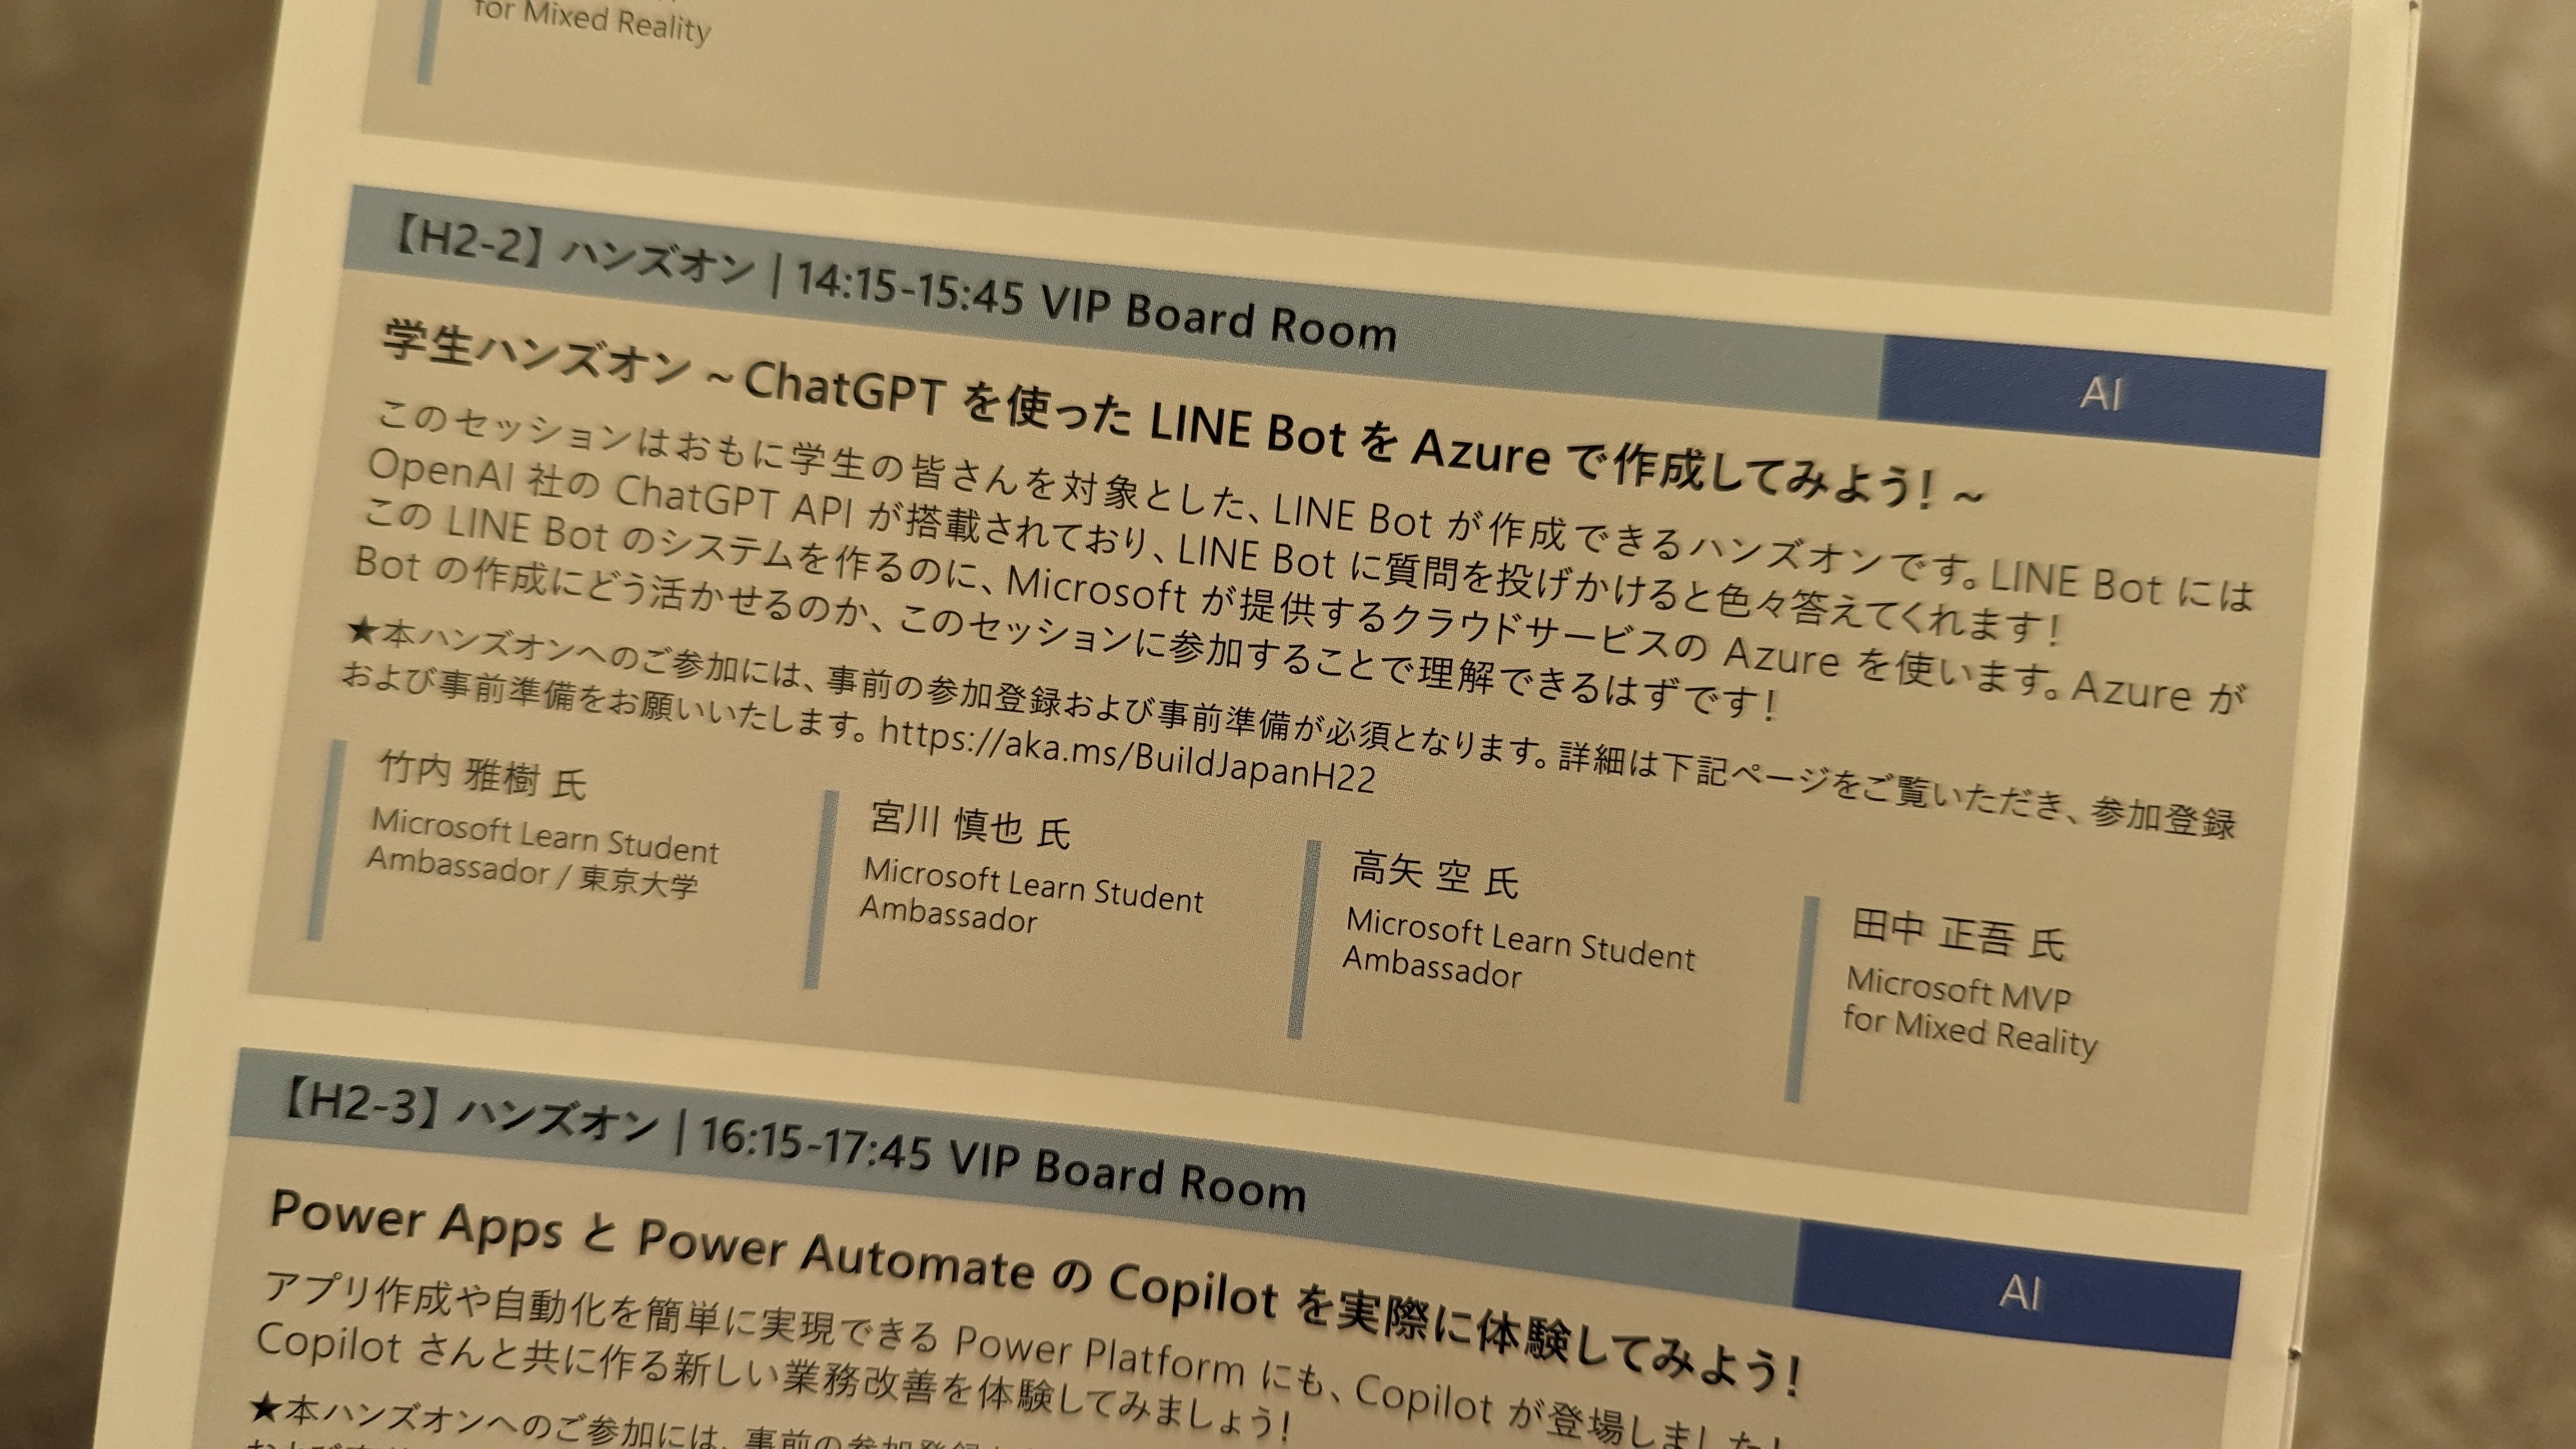 for Mixed Reality
【H2-2】ハンズオン | 14:15-15:45 VIP Board Room
AI
学生ハンズオン ~ChatGPT を使った LINE Bot を Azure で作成してみよう! ~
このセッションはおもに学生の皆さんを対象とした、LINE Bot が作成できるハンズオンです。LINE Bot には
OpenAI 社の ChatGPT API が搭載されており、LINE Bot に質問を投げかけると色々答えてくれます!
この LINE Bot のシステムを作るのに、Microsoft が提供するクラウドサービスの Azure を使います。Azure が
Bot の作成にどう活かせるのか、このセッションに参加することで理解できるはずです!
★本ハンズオンへのご参加には、事前の参加登録および事前準備が必須となります。詳細は下記ページをご覧いただき、参加登録
および事前準備をお願いいたします。https://aka.ms/BuildJapanH22
竹内 雅樹 氏
Microsoft Learn Student
Ambassador / 東京大学
宮川 慎也 氏
Microsoft Learn Student
Ambassador
高矢 空 氏
Microsoft Learn Student
Ambassador
田中 正吾 氏
Microsoft MVP
for Mixed Reality
【H2-3】ハンズオン | 16:15-17:45 VIP Board Room
AI
Power Apps と Power Automate の Copilot を実際に体験してみよう!
アプリ作成や自動化を簡単に実現できる Power Platform にも、Copilot が登場しました!
Copilot さんと共に作る新しい業務改善を体験してみましょう!
★本ハンズオンへのご参加には、事前の参加登録